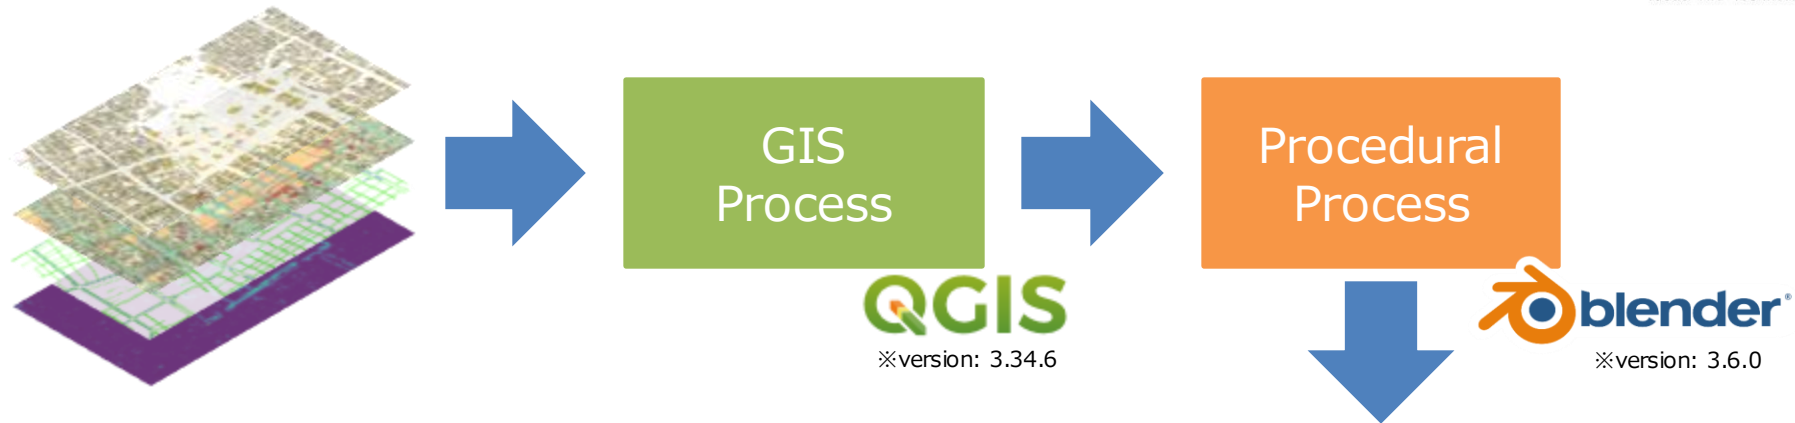 GIS
Process
Procedural
Process
QGIS
blender®
※version: 3.34.6
※version: 3.6.0